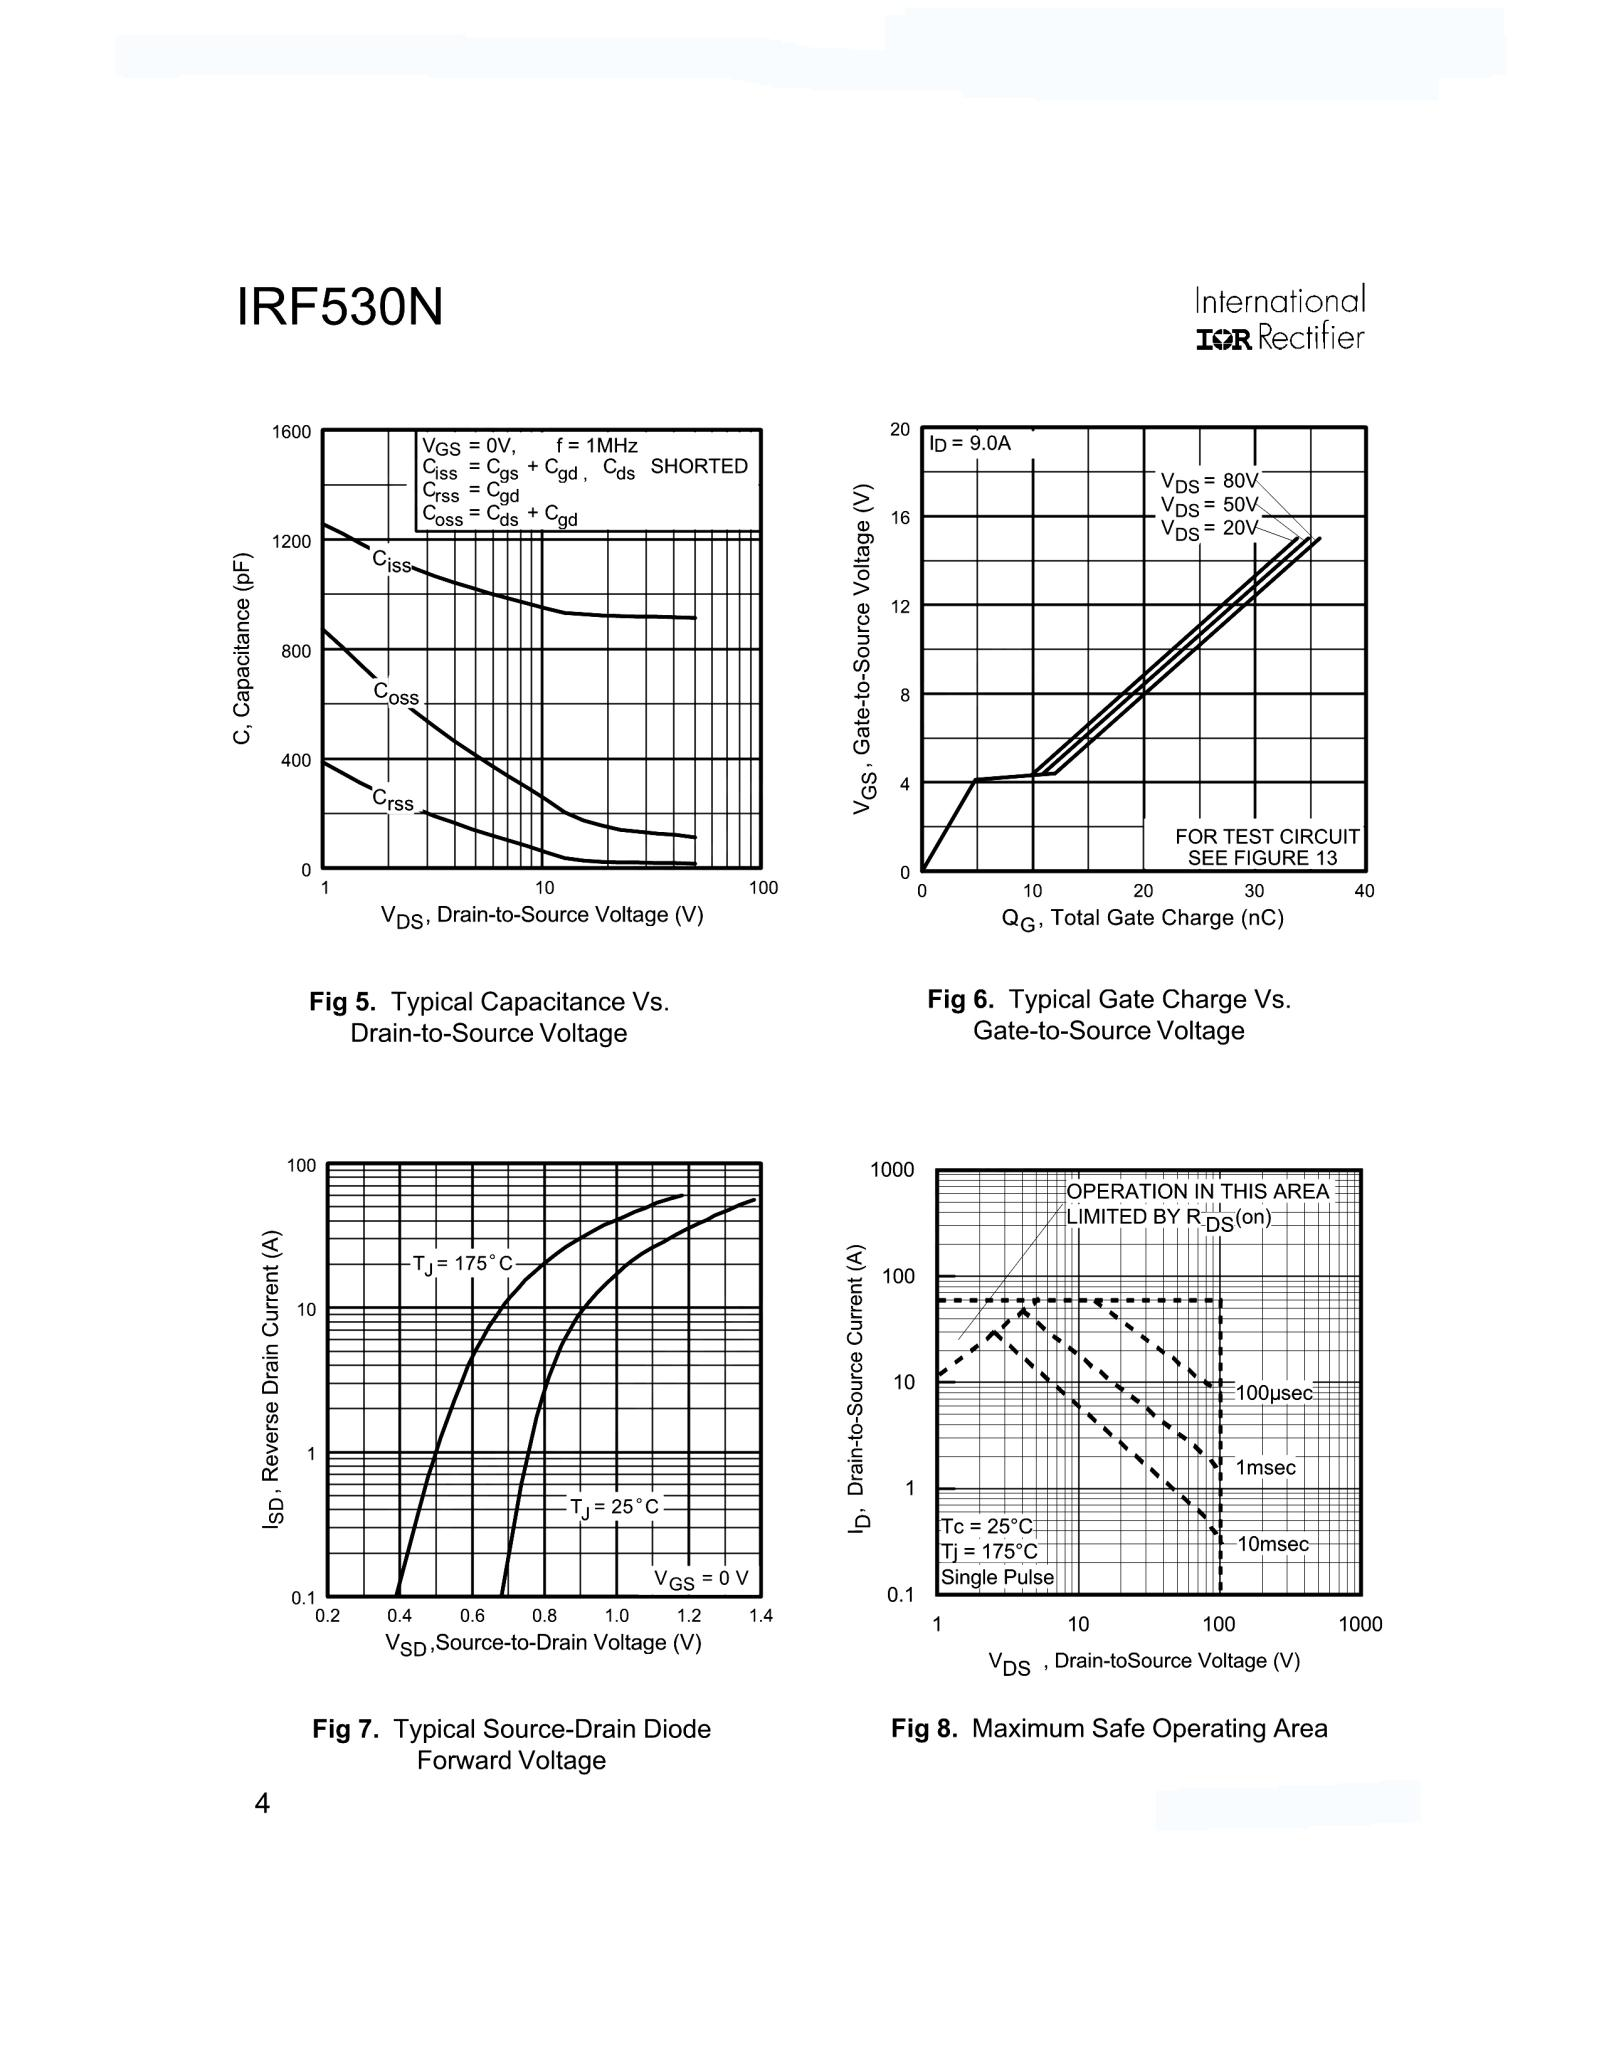 IRF530N
International
IOR Rectifier
1600
1200
800
400
0
C, Capacitance (pF)
VGS = 0V, f = 1MHz
Ciss = Cgs + Cgd , Cds SHORTED
Crss = Cgd
Coss = Cds + Cgd
Ciss
Coss
Crss
1 10 100
VDS, Drain-to-Source Voltage (V)
Fig 5. Typical Capacitance Vs.
Drain-to-Source Voltage
20
16
12
8
4
0
VGS, Gate-to-Source Voltage (V)
ID = 9.0A
VDS = 80V
VDS = 50V
VDS = 20V
FOR TEST CIRCUIT
SEE FIGURE 13
0 10 20 30 40
QG, Total Gate Charge (nC)
Fig 6. Typical Gate Charge Vs.
Gate-to-Source Voltage
100
10
1
0.1
ISD, Reverse Drain Current (A)
TJ = 175°C
TJ = 25°C
VGS = 0 V
0.2 0.4 0.6 0.8 1.0 1.2 1.4
VSD ,Source-to-Drain Voltage (V)
Fig 7. Typical Source-Drain Diode
Forward Voltage
1000
100
10
1
0.1
ID, Drain-to-Source Current (A)
OPERATION IN THIS AREA
LIMITED BY RDS(on)
100µsec
1msec
10msec
Tc = 25°C
Tj = 175°C
Single Pulse
1 10 100 1000
VDS , Drain-toSource Voltage (V)
Fig 8. Maximum Safe Operating Area
4